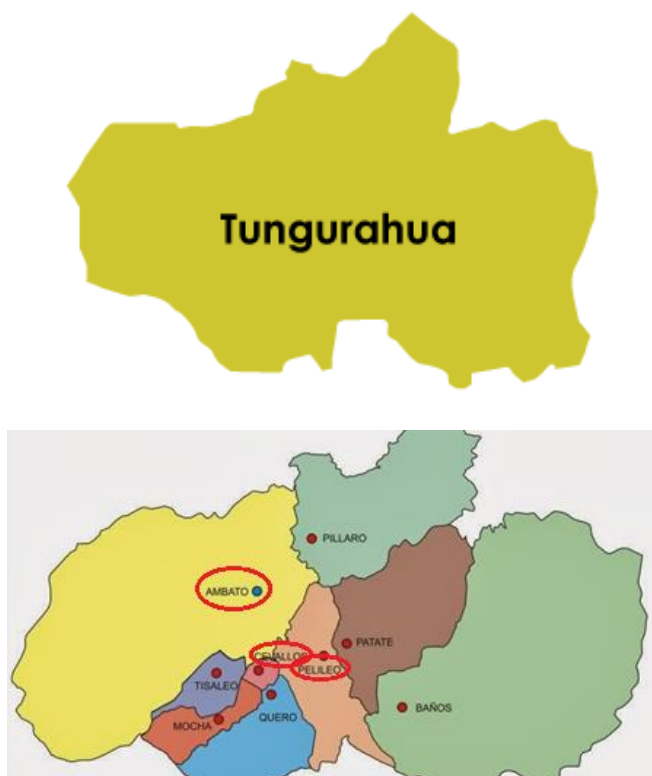 Tungurahua
PILLARO
AMBATO
CEVALLOS
PATATE
PELILEO
TISALEO
BAÑOS
QUERO
MOCHA